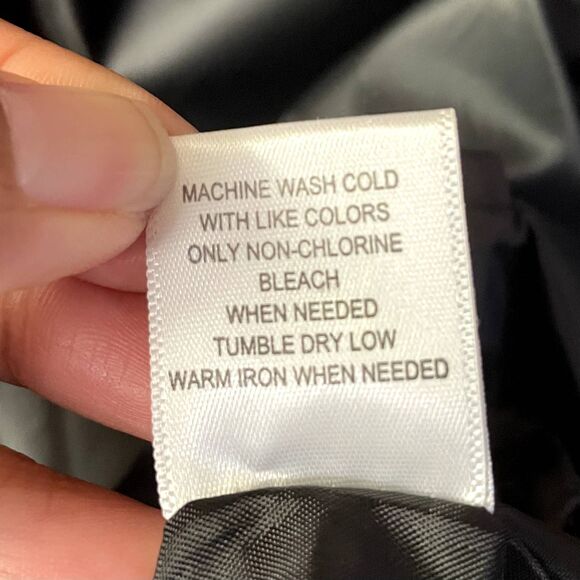 MACHINE WASH COLD
WITH LIKE COLORS
ONLY NON-CHLORINE
BLEACH
WHEN NEEDED
TUMBLE DRY LOW
WARM IRON WHEN NEEDED